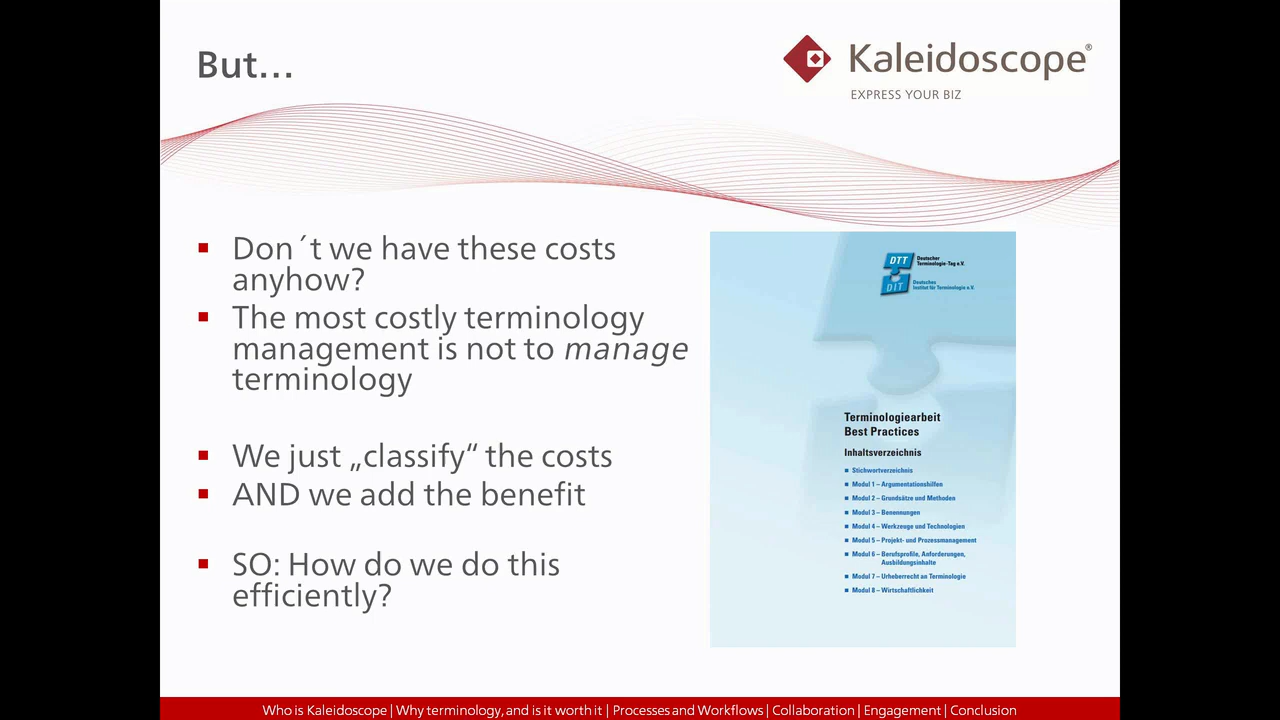 But...
Kaleidoscope®
EXPRESS YOUR BIZ
Don´t we have these costs
anyhow?
The most costly terminology
management is not to manage
terminology
We just „classify“ the costs
AND we add the benefit
SO: How do we do this
efficiently?
DTT
Deutscher
Terminologie-Tag e.V.
DIT
Deutsches
Institut für Terminologie e.V.
Terminologiearbeit
Best Practices
Inhaltsverzeichnis
Stichwortverzeichnis
Modul 1 – Argumentationshilfen
Modul 2 – Grundsätze und Methoden
Modul 3 – Benennungen
Modul 4 – Werkzeuge und Technologien
Modul 5 – Projekt- und Prozessmanagement
Modul 6 – Berufsprofile, Anforderungen,
Ausbildungsinhalte
Modul 7 – Urheberrecht an Terminologie
Modul 8 – Wirtschaftlichkeit
Who is Kaleidoscope | Why terminology, and is it worth it | Processes and Workflows | Collaboration | Engagement | Conclusion